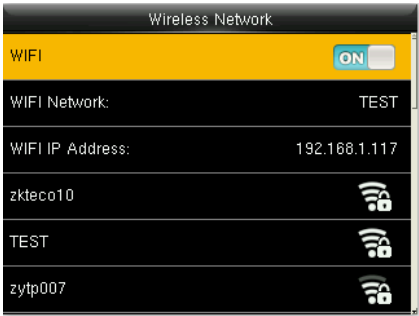 Wireless Network
WIFI ON
WIFI Network: TEST
WIFI IP Address: 192.168.1.117
zkteco10
TEST
zytp007